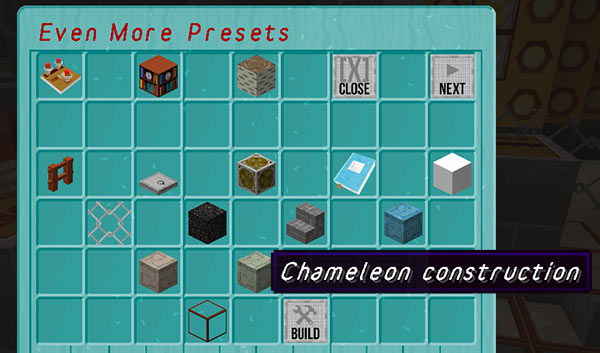 Even More Presets
[X]
CLOSE
NEXT
Chameleon construction
BUILD